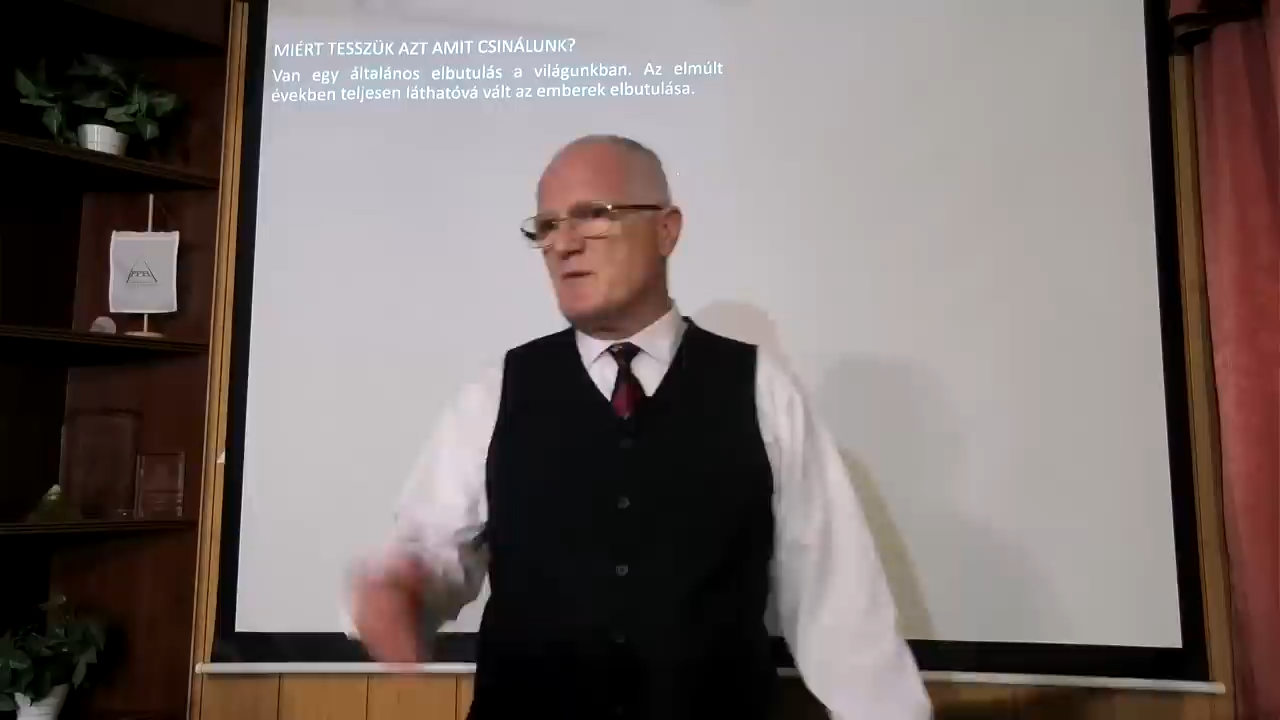 MIÉRT TESSZÜK AZT AMIT CSINÁLUNK?
Van egy általános elbutulás a világunkban. Az elmúlt
években teljesen láthatóvá vált az emberek elbutulása.